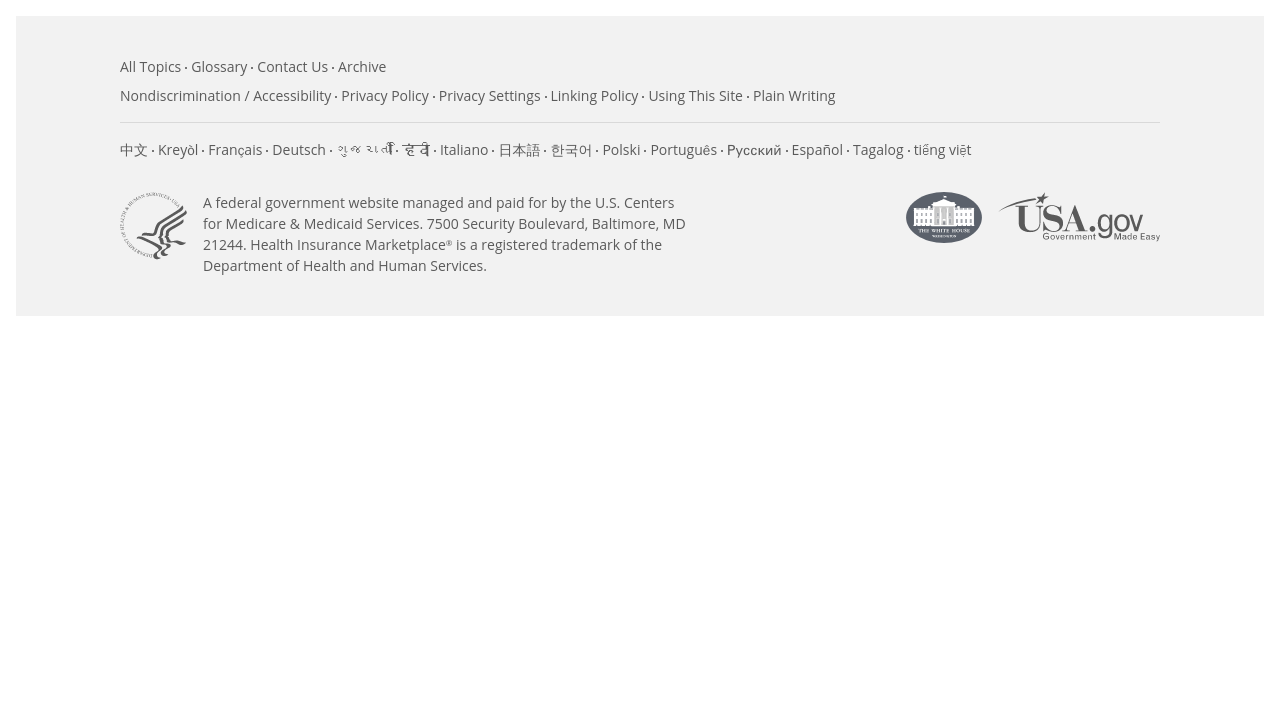 All Topics · Glossary · Contact Us · Archive
Nondiscrimination / Accessibility · Privacy Policy · Privacy Settings · Linking Policy · Using This Site · Plain Writing
中文 · Kreyòl · Français · Deutsch · ગુજરાતી · हिन्दी · Italiano · 日本語 · 한국어 · Polski · Português · Русский · Español · Tagalog · tiếng việt
A federal government website managed and paid for by the U.S. Centers
for Medicare & Medicaid Services. 7500 Security Boulevard, Baltimore, MD
21244. Health Insurance Marketplace® is a registered trademark of the
Department of Health and Human Services.
THE WHITE HOUSE
WASHINGTON
USA.gov
Government Made Easy